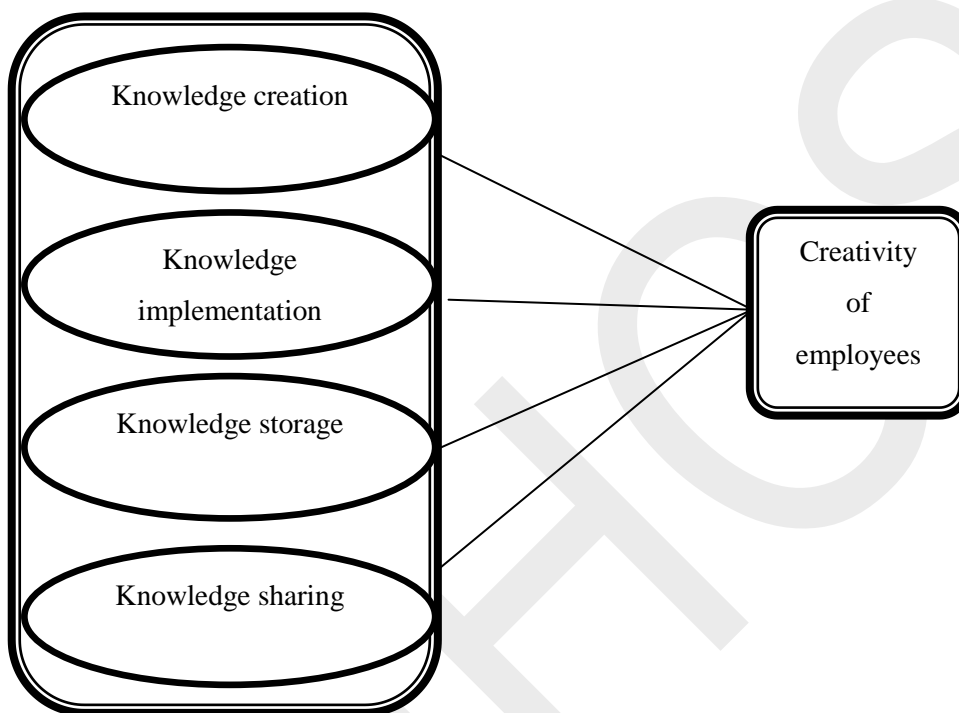 Knowledge creation
Knowledge
implementation
Knowledge storage
Knowledge sharing
Creativity
of
employees